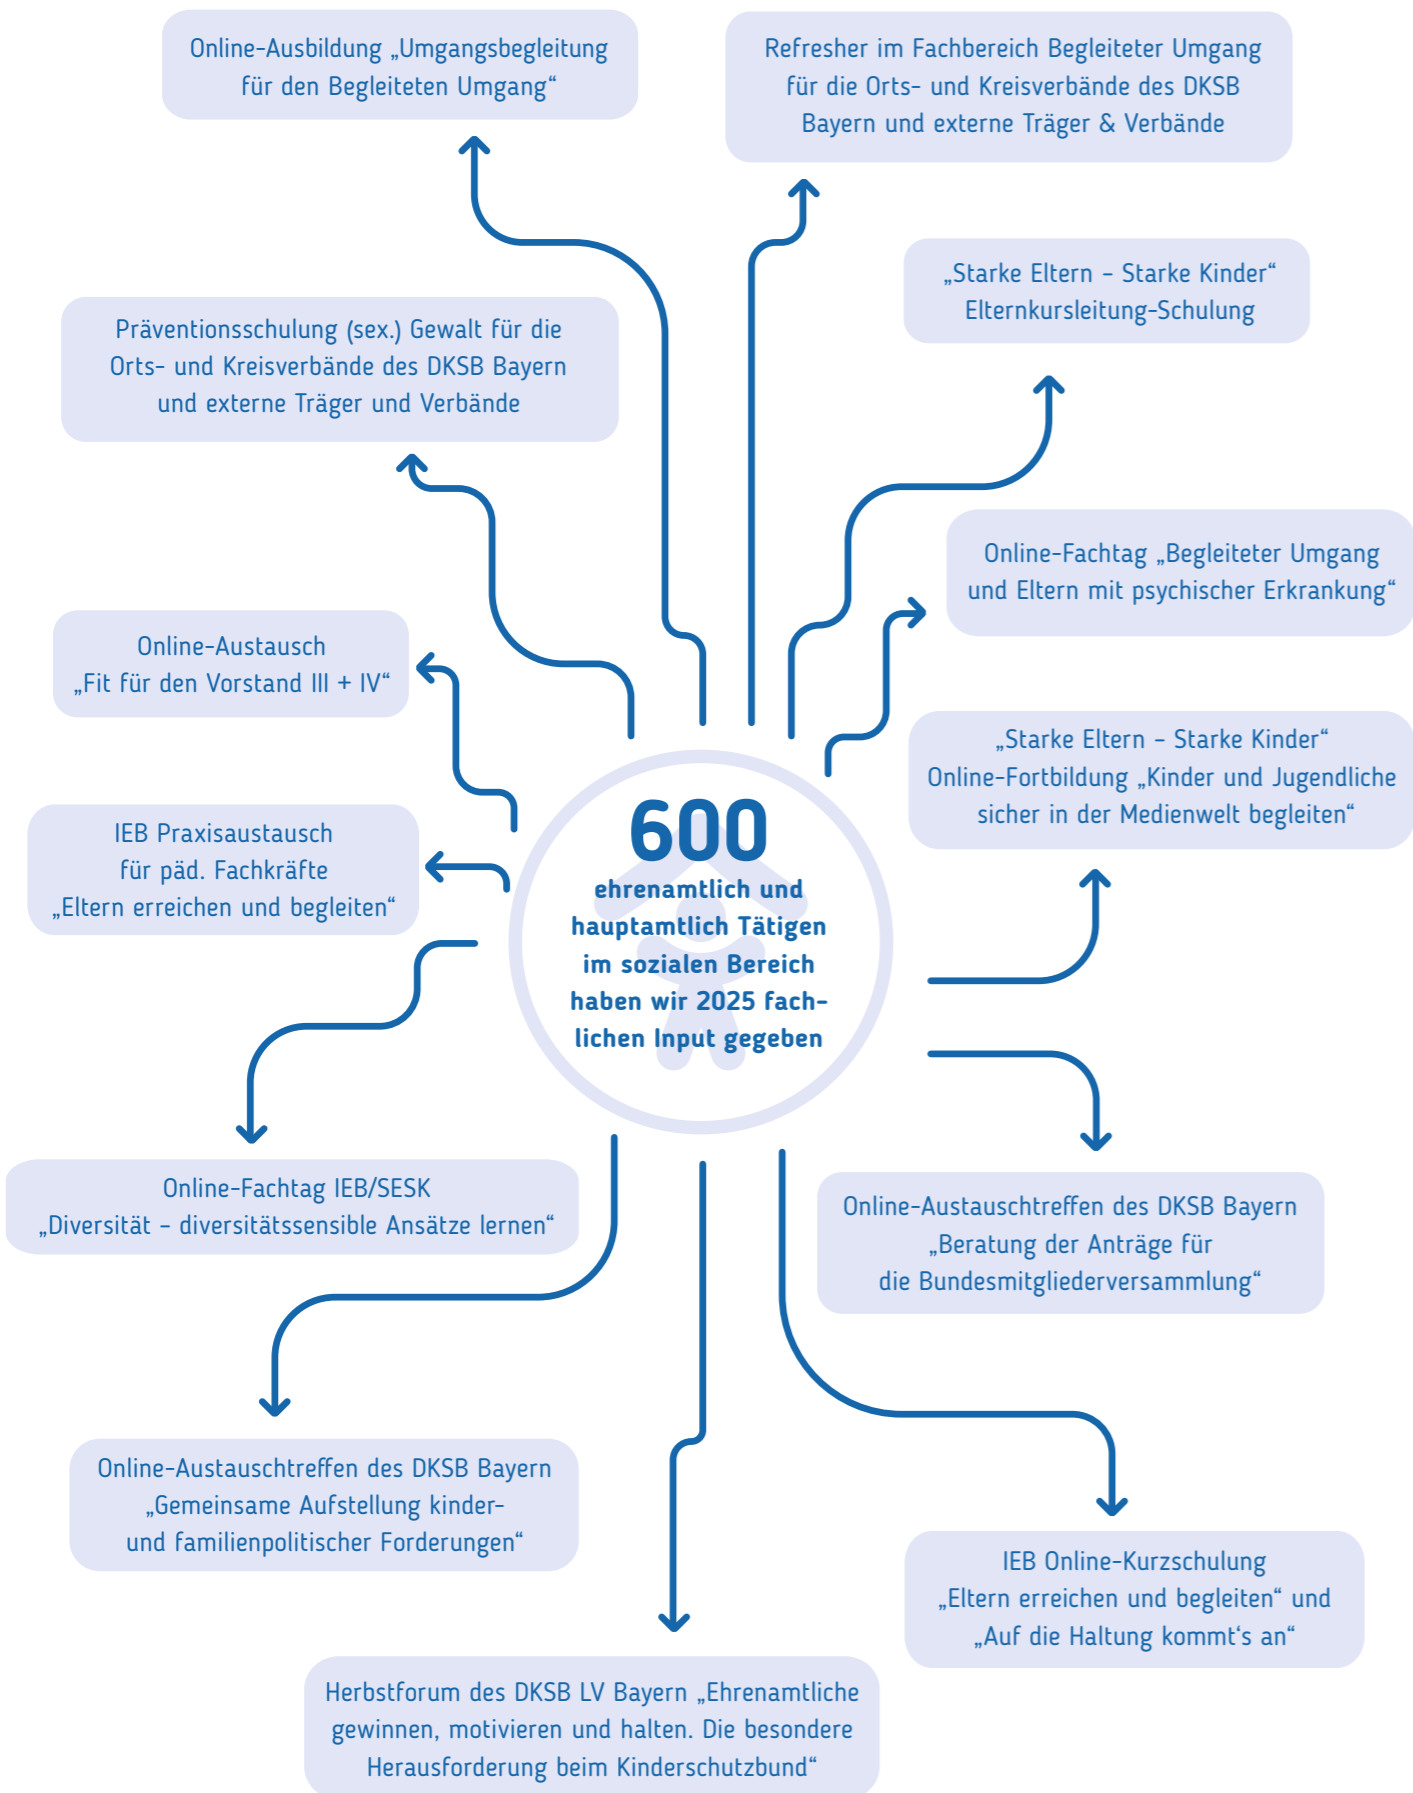 Online-Ausbildung „Umgangsbegleitung
für den Begleiteten Umgang“
Refresher im Fachbereich Begleiteter Umgang
für die Orts- und Kreisverbände des DKSB
Bayern und externe Träger & Verbände
„Starke Eltern – Starke Kinder“
Elternkursleitung-Schulung
Präventionsschulung (sex.) Gewalt für die
Orts- und Kreisverbände des DKSB Bayern
und externe Träger und Verbände
Online-Fachtag „Begleiteter Umgang
und Eltern mit psychischer Erkrankung“
Online-Austausch
„Fit für den Vorstand III + IV“
„Starke Eltern – Starke Kinder“
Online-Fortbildung „Kinder und Jugendliche
sicher in der Medienwelt begleiten“
IEB Praxisaustausch
für päd. Fachkräfte
„Eltern erreichen und begleiten“
600
ehrenamtlich und
hauptamtlich Tätigen
im sozialen Bereich
haben wir 2025 fach-
lichen Input gegeben
Online-Fachtag IEB/SESK
„Diversität – diversitätssensible Ansätze lernen“
Online-Austauschtreffen des DKSB Bayern
„Beratung der Anträge für
die Bundesmitgliederversammlung“
Online-Austauschtreffen des DKSB Bayern
„Gemeinsame Aufstellung kinder-
und familienpolitischer Forderungen“
IEB Online-Kurzschulung
„Eltern erreichen und begleiten“ und
„Auf die Haltung kommt‘s an“
Herbstforum des DKSB LV Bayern „Ehrenamtliche
gewinnen, motivieren und halten. Die besondere
Herausforderung beim Kinderschutzbund“